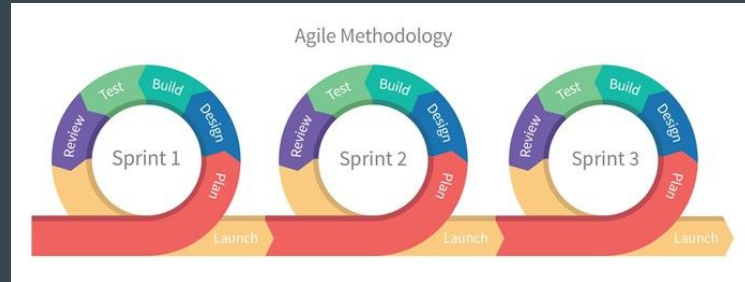 Agile Methodology
Test
Build
Review
Design
Sprint 1
Plan
Launch
Test
Build
Review
Design
Sprint 2
Plan
Launch
Test
Build
Review
Design
Sprint 3
Plan
Launch